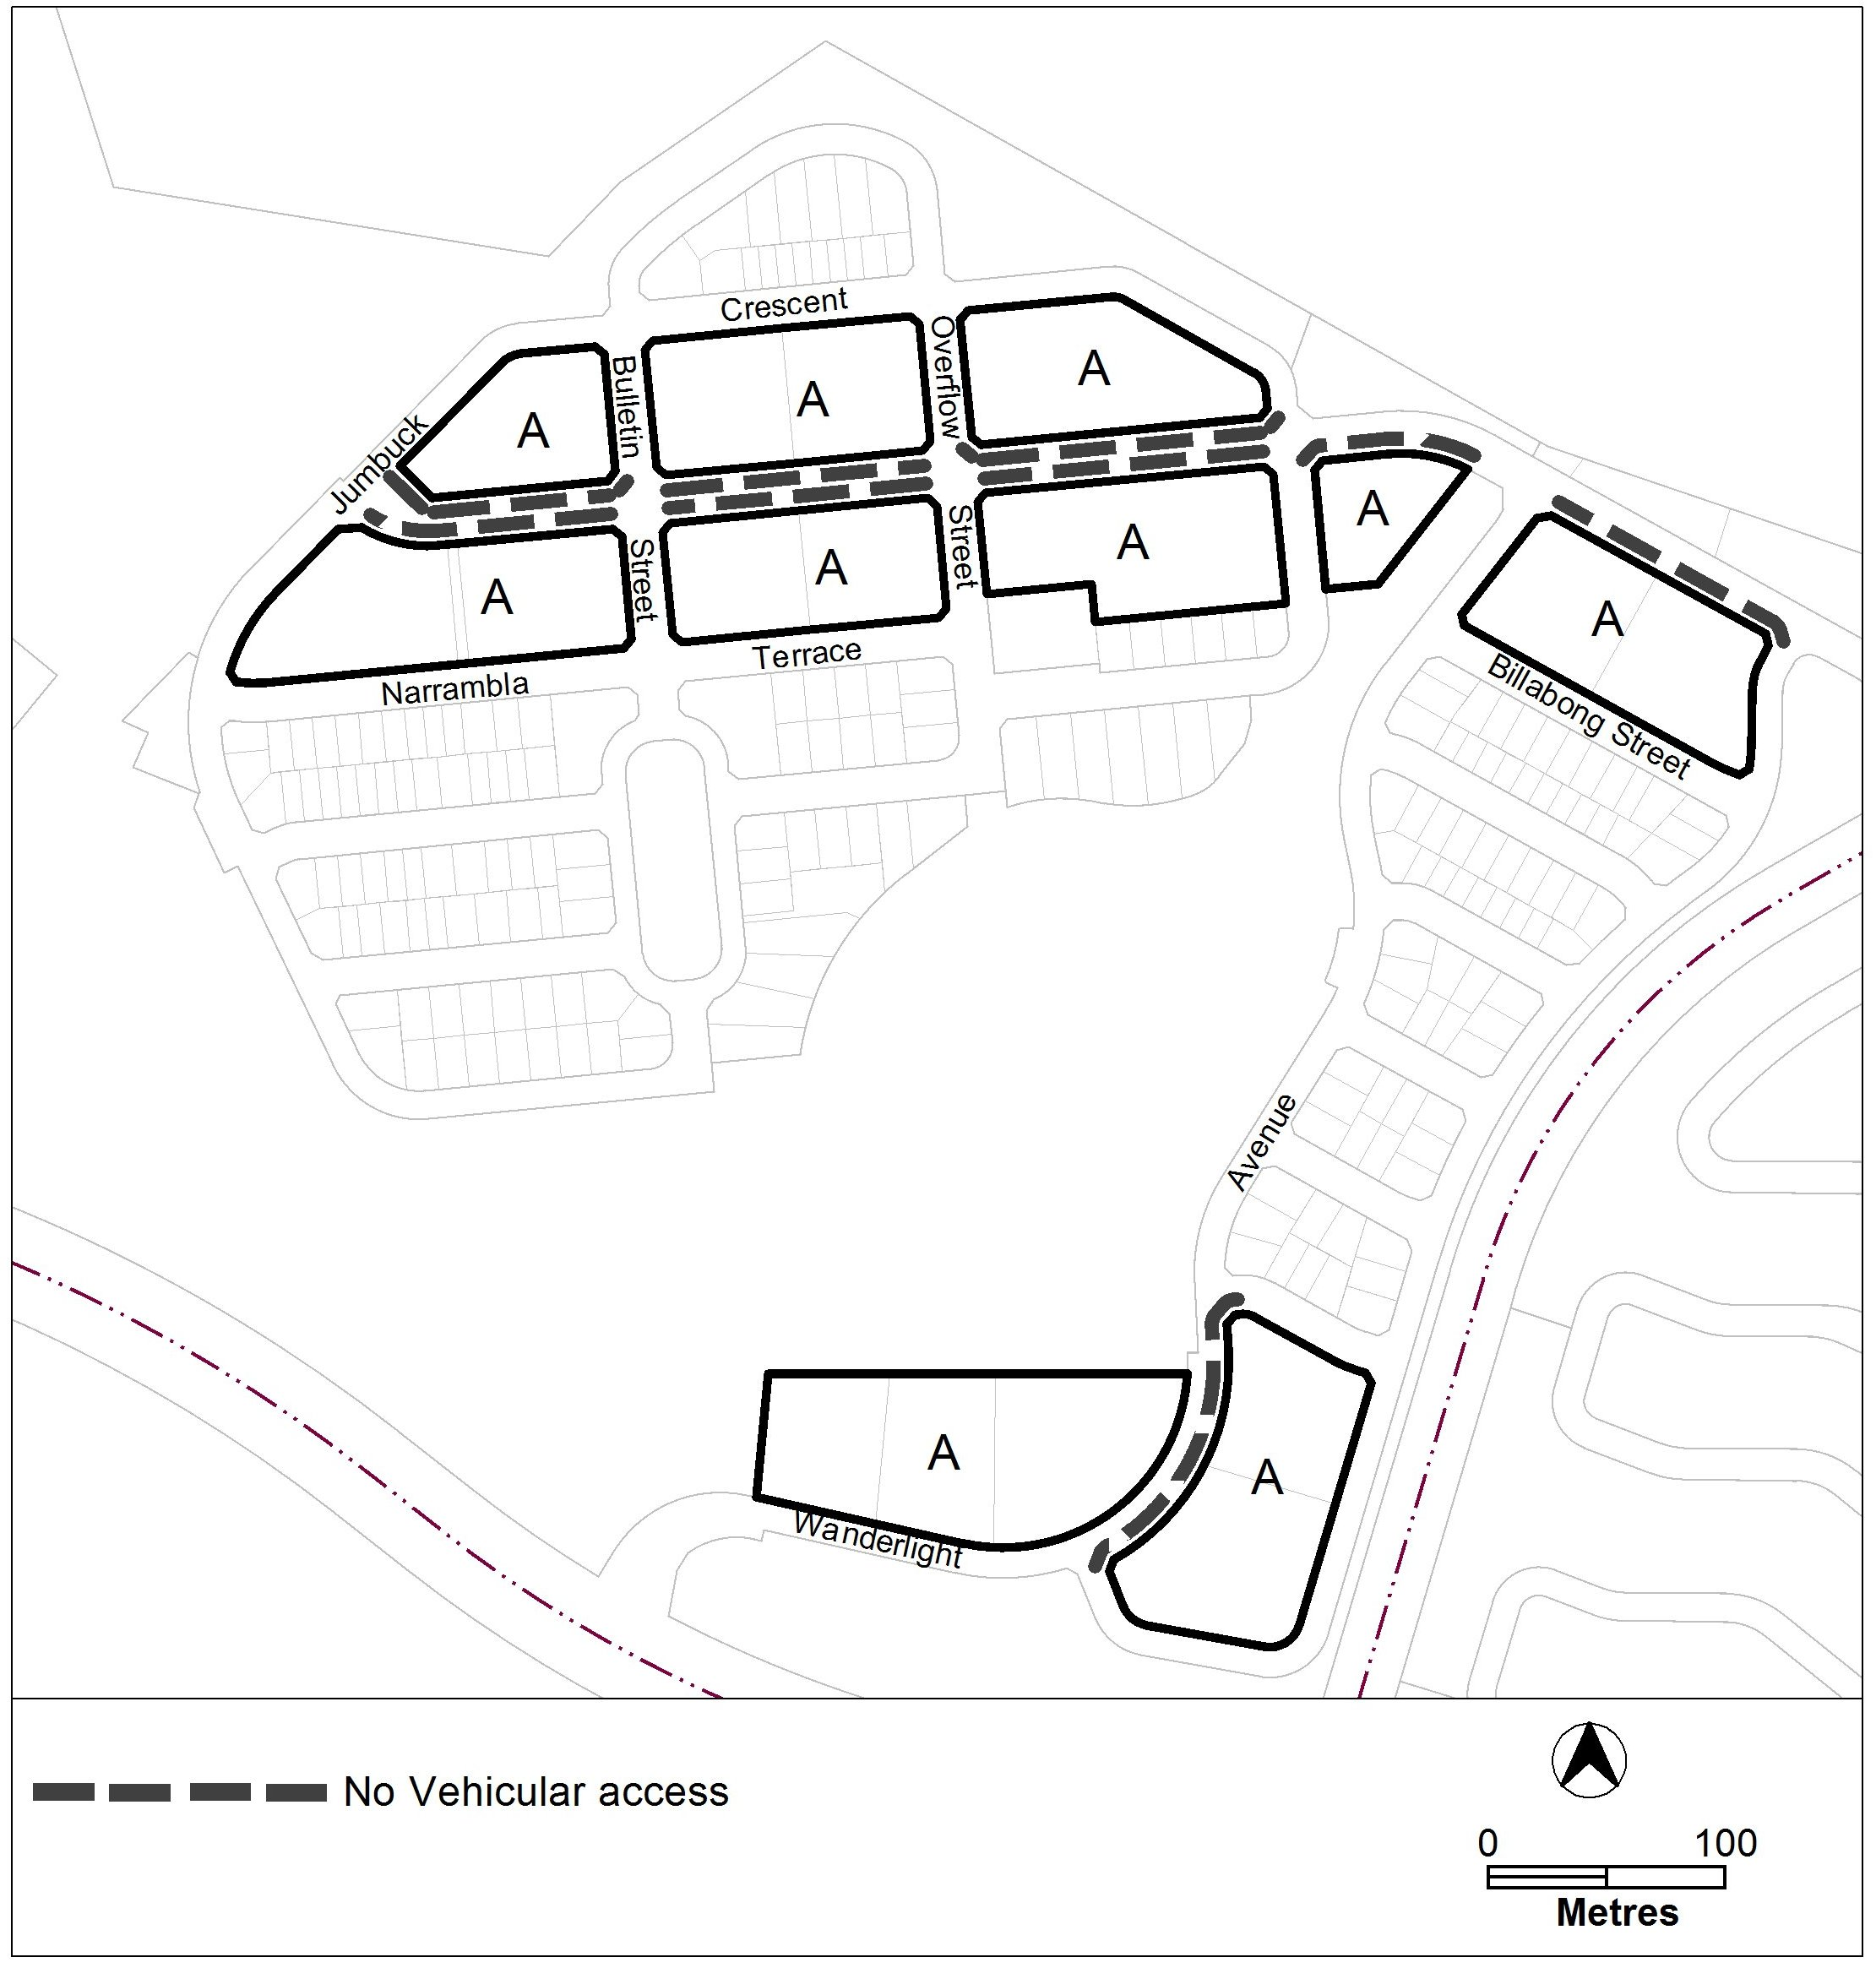 Crescent
Overflow
A
A
A
Bulletin
Jumbuck
A
A
Street
Street
A
A
A
A
Terrace
Narrambla
Billabong Street
Avenue
A
A
Wanderlight
No Vehicular access
0 100
Metres